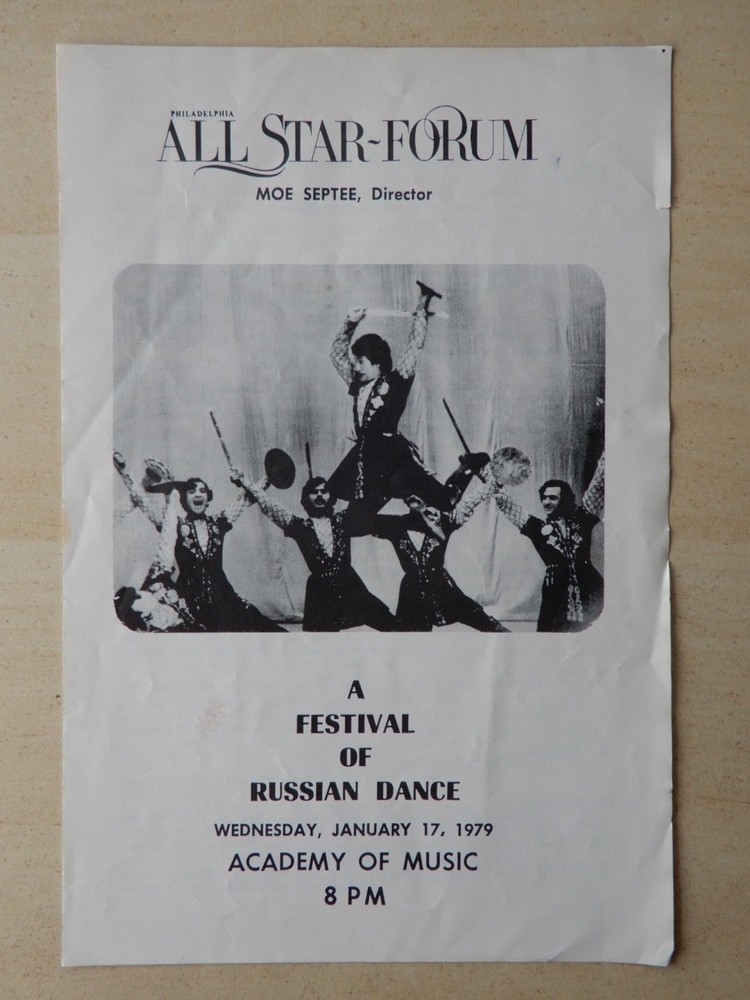 PHILADELPHIA
ALL STAR-FORUM
MOE SEPTEE, Director
A
FESTIVAL
OF
RUSSIAN DANCE
WEDNESDAY, JANUARY 17, 1979
ACADEMY OF MUSIC
8 PM